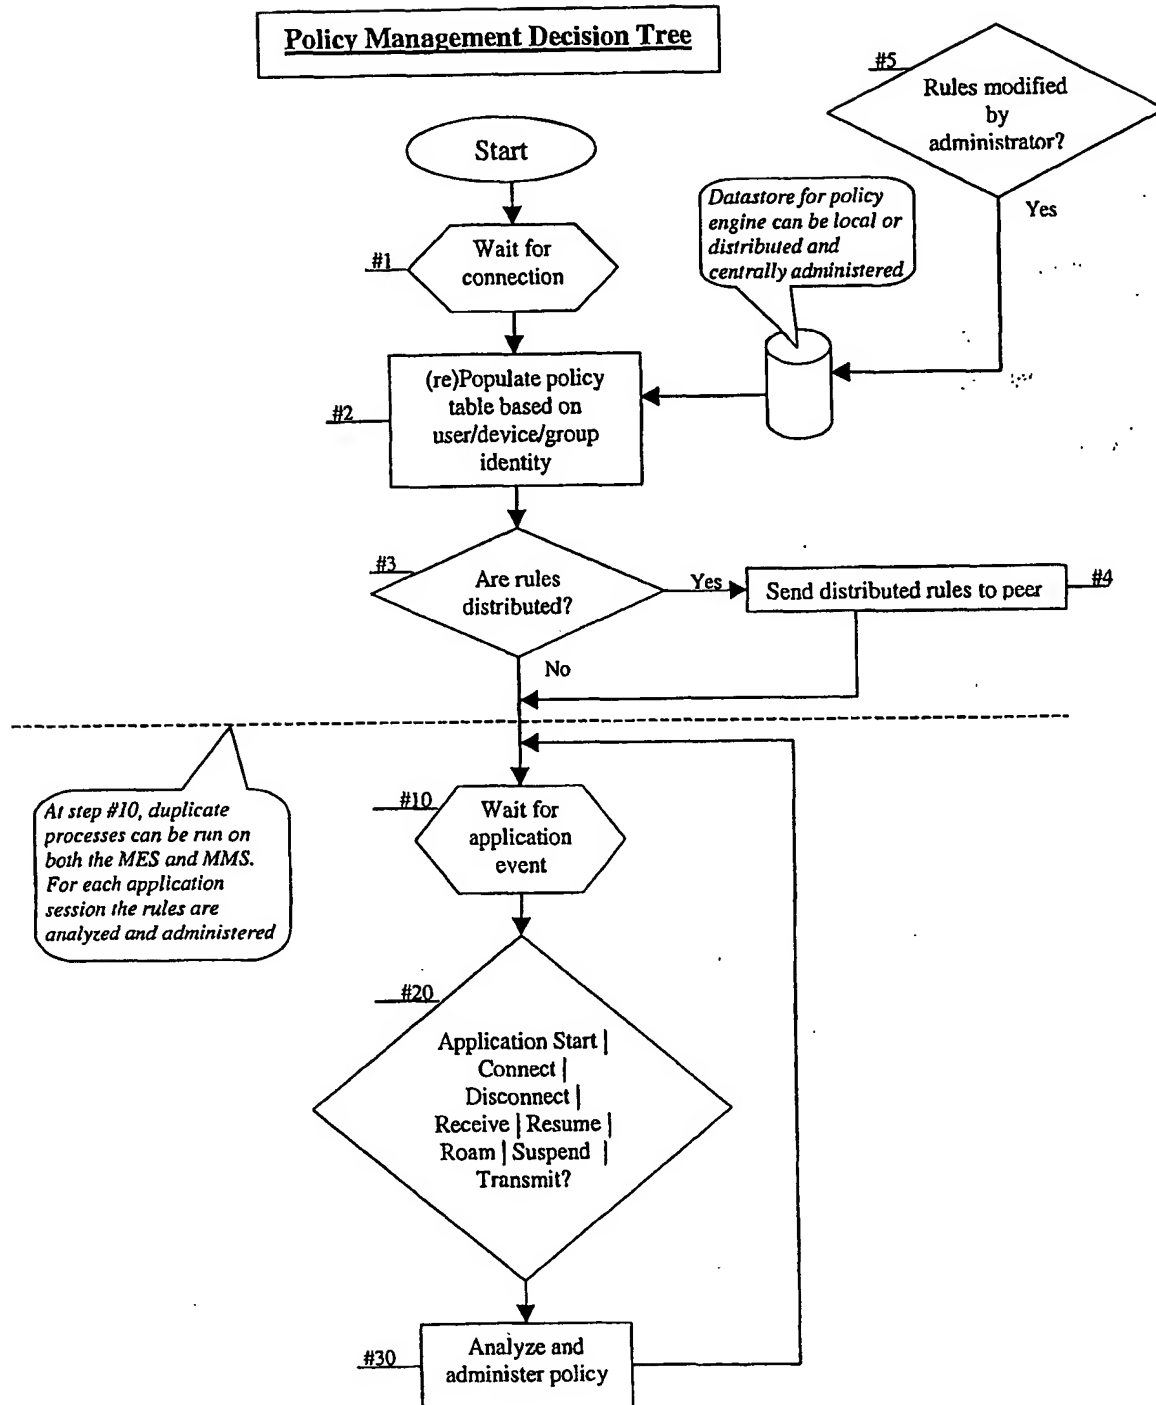 Policy Management Decision Tree
#5
Rules modified
by
administrator?
Yes
Start
Datastore for policy
engine can be local or
distributed and
centrally administered
#1
Wait for
connection
#2
(re)Populate policy
table based on
user/device/group
identity
#3
Are rules
distributed?
Yes
Send distributed rules to peer
#4
No
At step #10, duplicate
processes can be run on
both the MES and MMS.
For each application
session the rules are
analyzed and administered
#10
Wait for
application
event
#20
Application Start |
Connect |
Disconnect |
Receive | Resume |
Roam | Suspend |
Transmit?
#30
Analyze and
administer policy